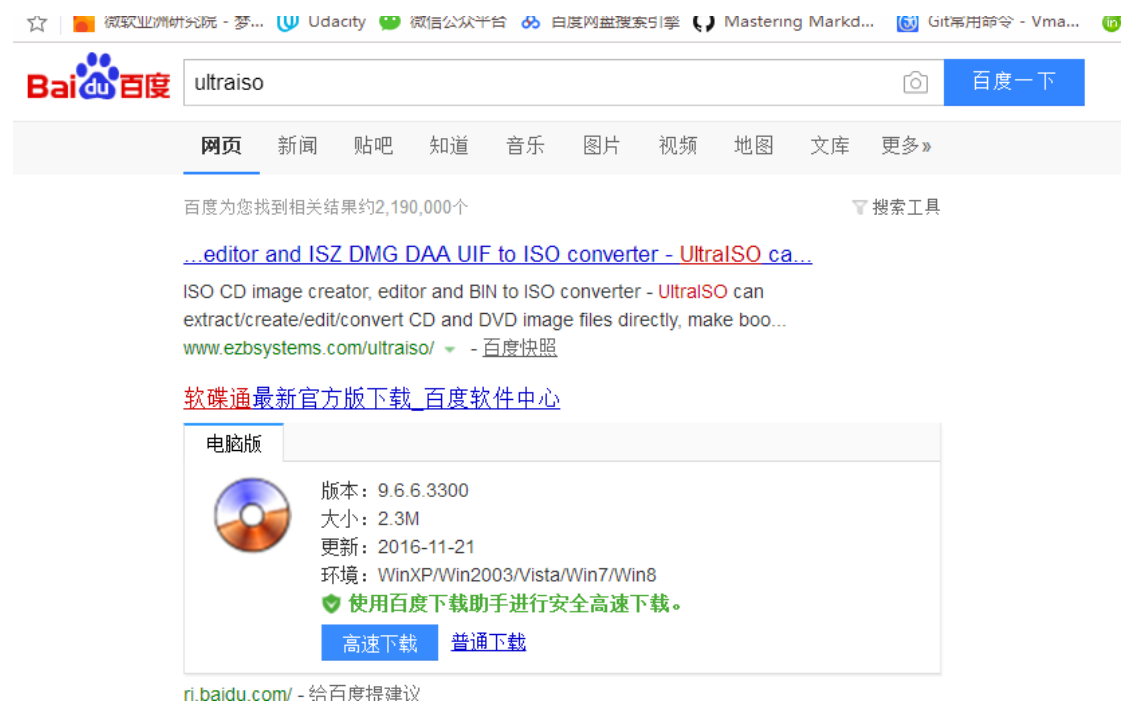 微软亚洲研究院 - 梦... Udacity 微信公众平台 百度网盘搜索引擎 Mastering Markd... Git常用命令 - Vma... in
Bai du 百度 ultraiso 百度一下
网页 新闻 贴吧 知道 音乐 图片 视频 地图 文库 更多»
百度为您找到相关结果约2,190,000个 搜索工具
...editor and ISZ DMG DAA UIF to ISO converter - UltraISO ca...
ISO CD image creator, editor and BIN to ISO converter - UltraISO can
extract/create/edit/convert CD and DVD image files directly, make boo...
www.ezbsystems.com/ultraiso/ - 百度快照
软碟通最新官方版下载_百度软件中心
电脑版
版本：9.6.6.3300
大小：2.3M
更新：2016-11-21
环境：WinXP/Win2003/Vista/Win7/Win8
使用百度下载助手进行安全高速下载。
高速下载 普通下载
rj.baidu.com/ - 给百度提建议